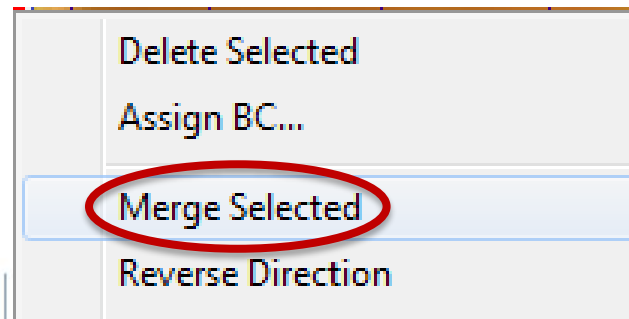 Delete Selected
Assign BC...
Merge Selected
Reverse Direction